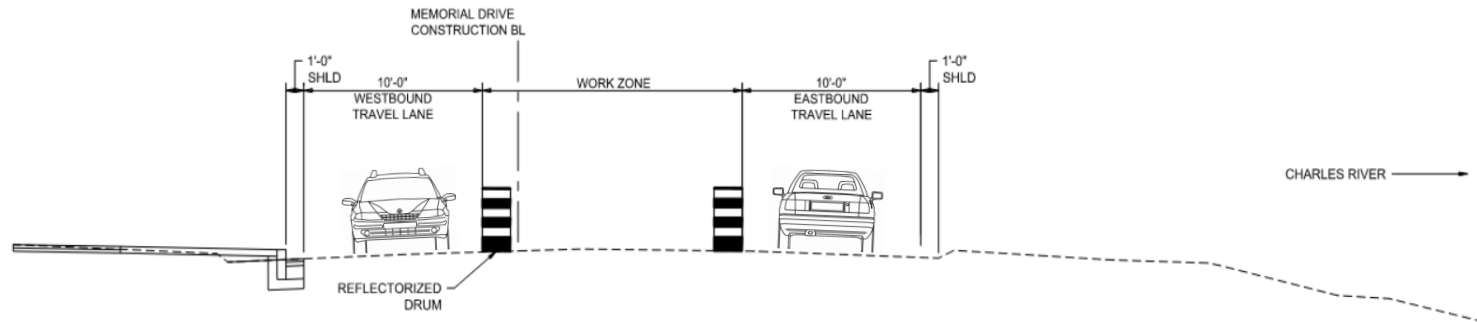 MEMORIAL DRIVE
CONSTRUCTION BL
1'-0"
SHLD
10'-0"
WESTBOUND
TRAVEL LANE
WORK ZONE
10'-0"
EASTBOUND
TRAVEL LANE
1'-0"
SHLD
CHARLES RIVER
REFLECTORIZED
DRUM